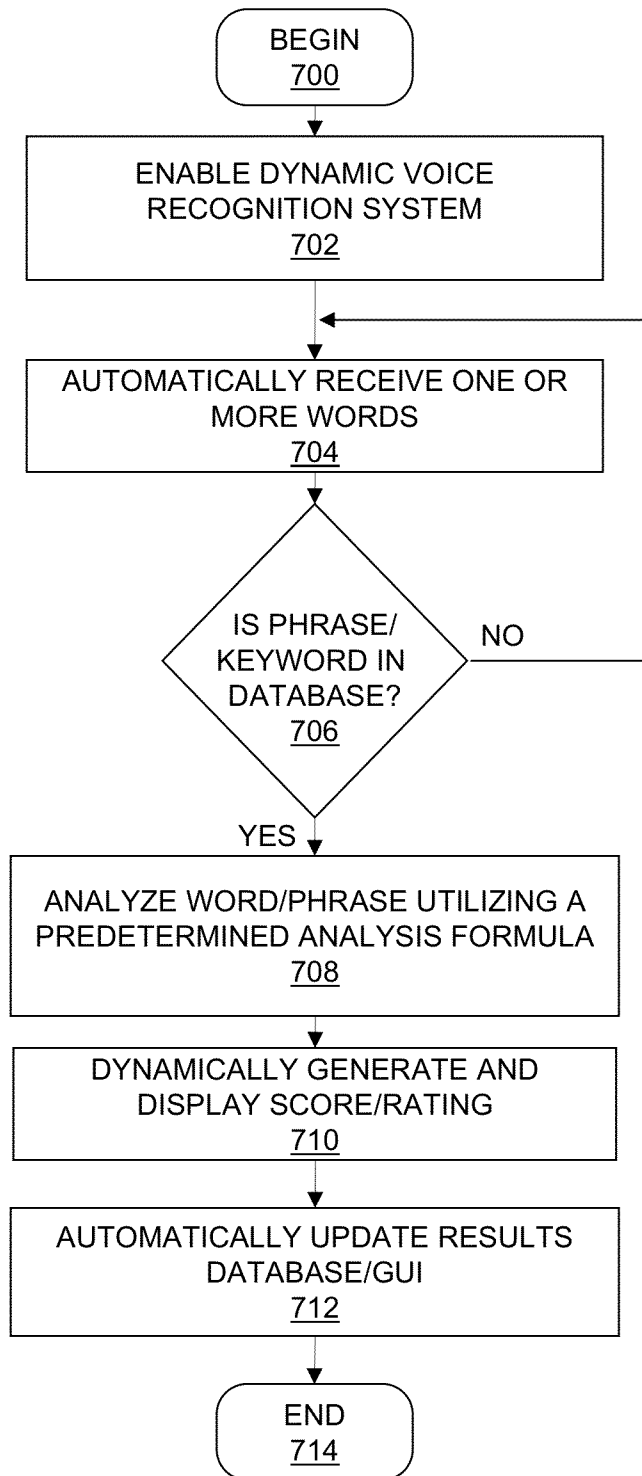 BEGIN
700
ENABLE DYNAMIC VOICE
RECOGNITION SYSTEM
702
AUTOMATICALLY RECEIVE ONE OR
MORE WORDS
704
IS PHRASE/
KEYWORD IN
DATABASE?
706
NO
YES
ANALYZE WORD/PHRASE UTILIZING A
PREDETERMINED ANALYSIS FORMULA
708
DYNAMICALLY GENERATE AND
DISPLAY SCORE/RATING
710
AUTOMATICALLY UPDATE RESULTS
DATABASE/GUI
712
END
714